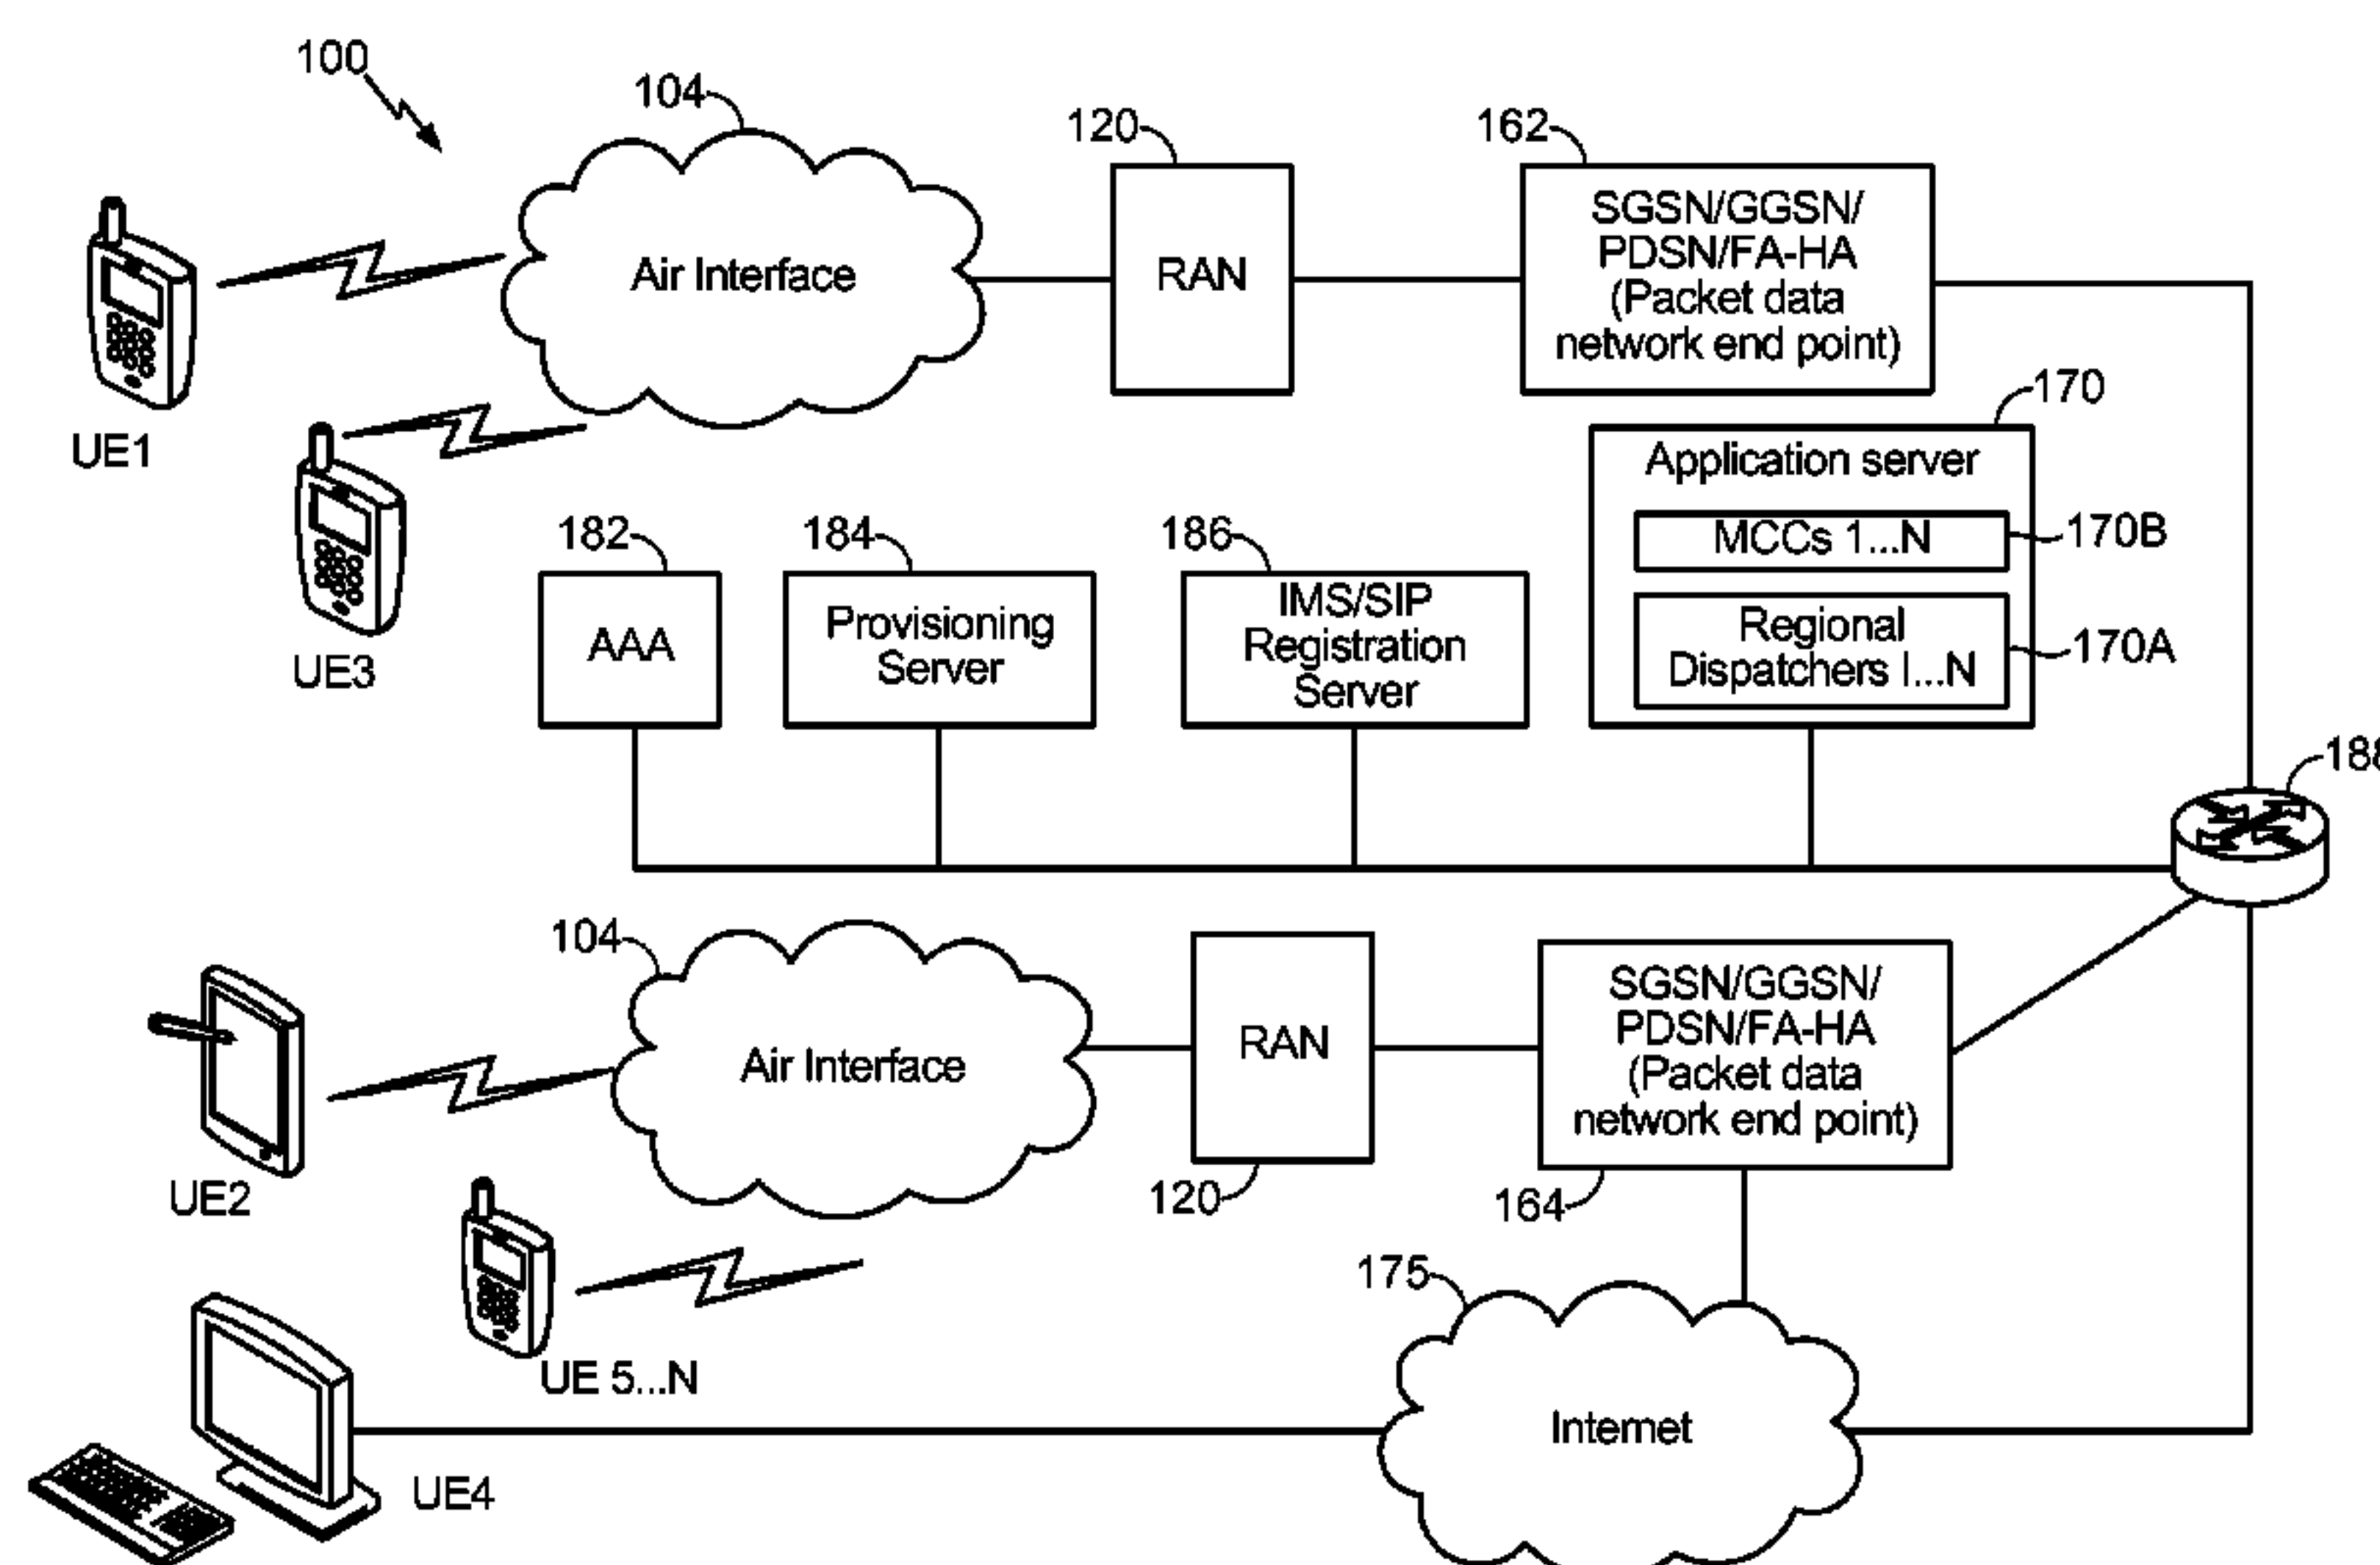 100
104
120
162
Air Interface
RAN
SGSN/GGSN/
PDSN/FA-HA
(Packet data
network end point)
UE1
170
Application server
MCCs 1...N
170B
Regional
Dispatchers I...N
170A
UE3
182
AAA
184
Provisioning
Server
186
IMS/SIP
Registration
Server
188
104
Air Interface
RAN
120
SGSN/GGSN/
PDSN/FA-HA
(Packet data
network end point)
164
UE2
UE 5...N
175
Internet
UE4